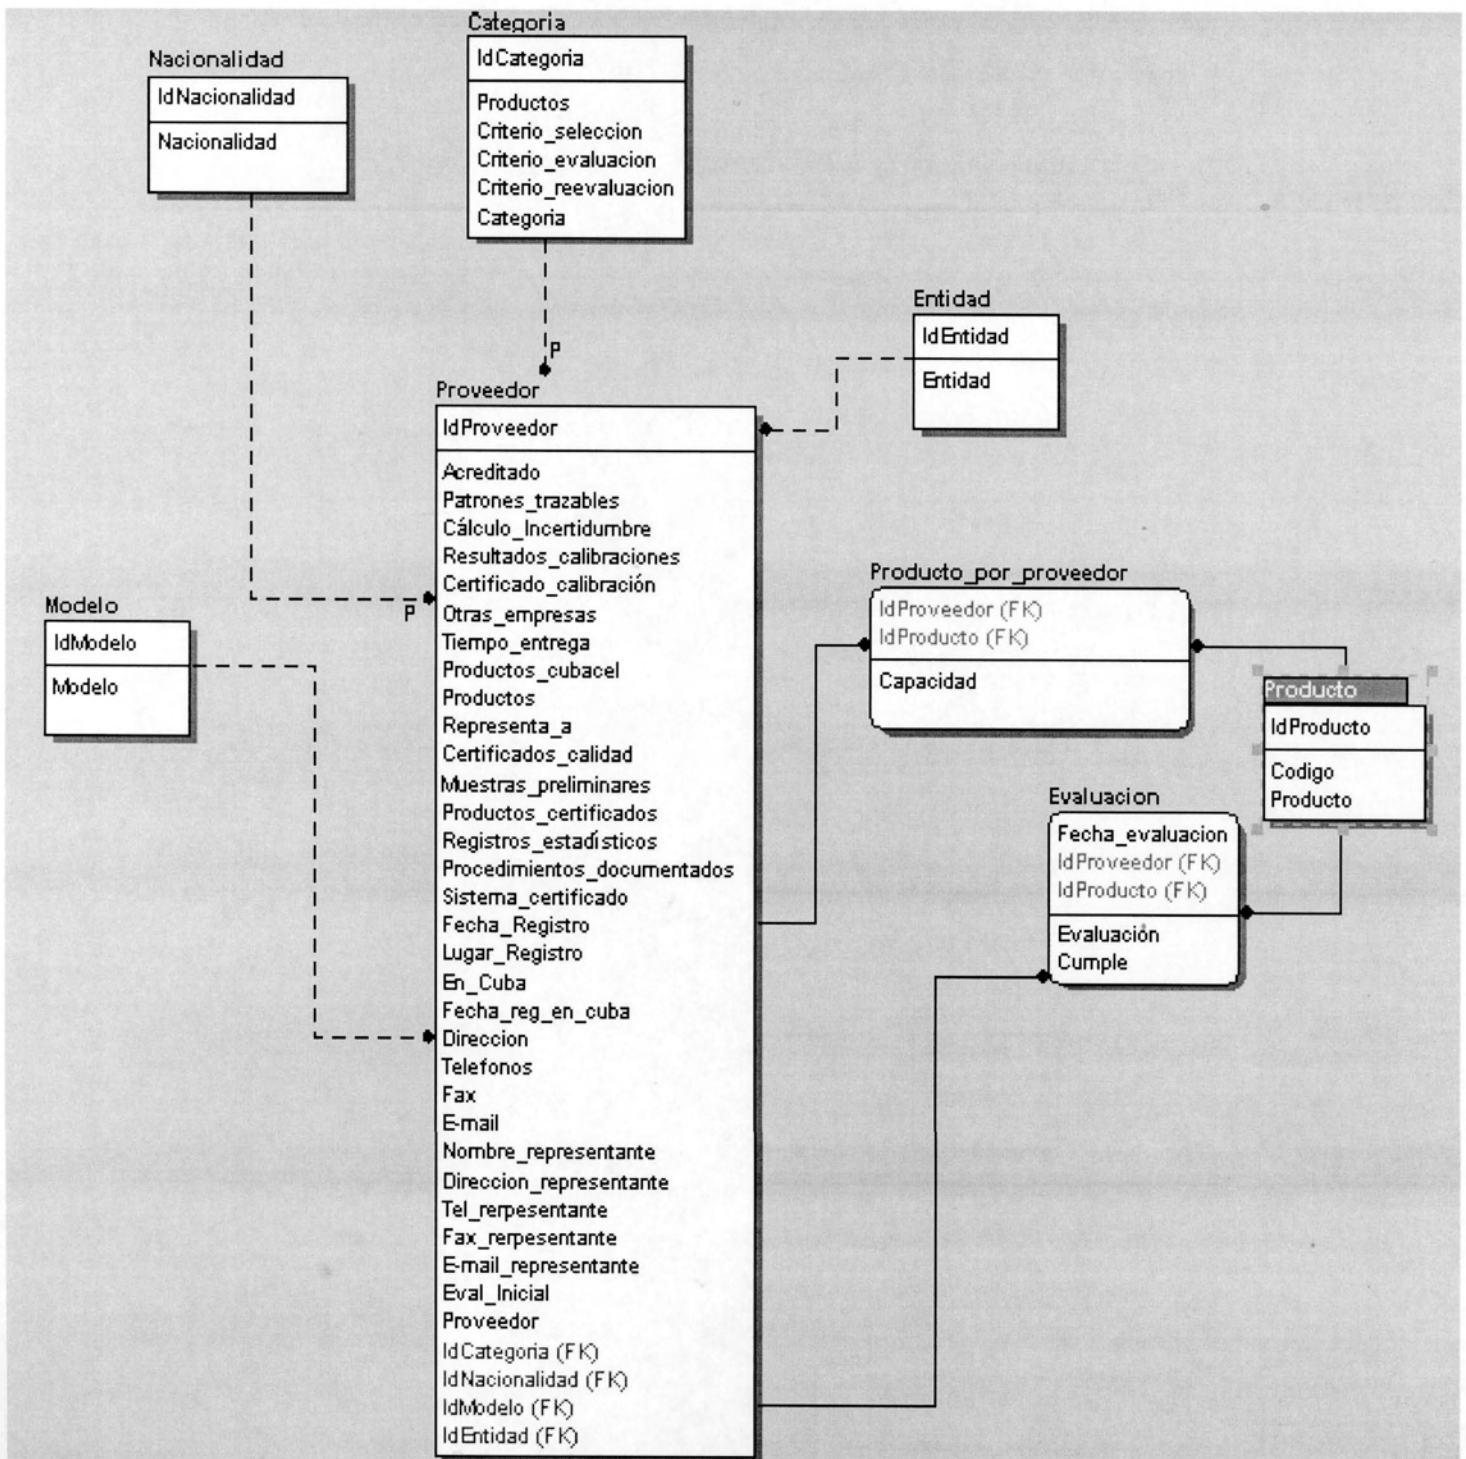 Categoria
IdCategoria
Productos
Criterio_seleccion
Criterio_evaluacion
Criterio_reevaluacion
Categoria
Nacionalidad
IdNacionalidad
Nacionalidad
Entidad
IdEntidad
Entidad
P
Proveedor
IdProveedor
Acreditado
Patrones_trazables
Cálculo_Incertidumbre
Resultados_calibraciones
Certificado_calibración
Otras_empresas
Tiempo_entrega
Productos_cubacel
Productos
Representa_a
Certificados_calidad
Muestras_preliminares
Productos_certificados
Registros_estadísticos
Procedimientos_documentados
Sistema_certificado
Fecha_Registro
Lugar_Registro
En_Cuba
Fecha_reg_en_cuba
Direccion
Telefonos
Fax
E-mail
Nombre_representante
Direccion_representante
Tel_rerpesentante
Fax_rerpesentante
E-mail_representante
Eval_Inicial
Proveedor
IdCategoria (FK)
IdNacionalidad (FK)
IdModelo (FK)
IdEntidad (FK)
P
Modelo
IdModelo
Modelo
Producto_por_proveedor
IdProveedor (FK)
IdProducto (FK)
Capacidad
Producto
IdProducto
Codigo
Producto
Evaluacion
Fecha_evaluacion
IdProveedor (FK)
IdProducto (FK)
Evaluación
Cumple